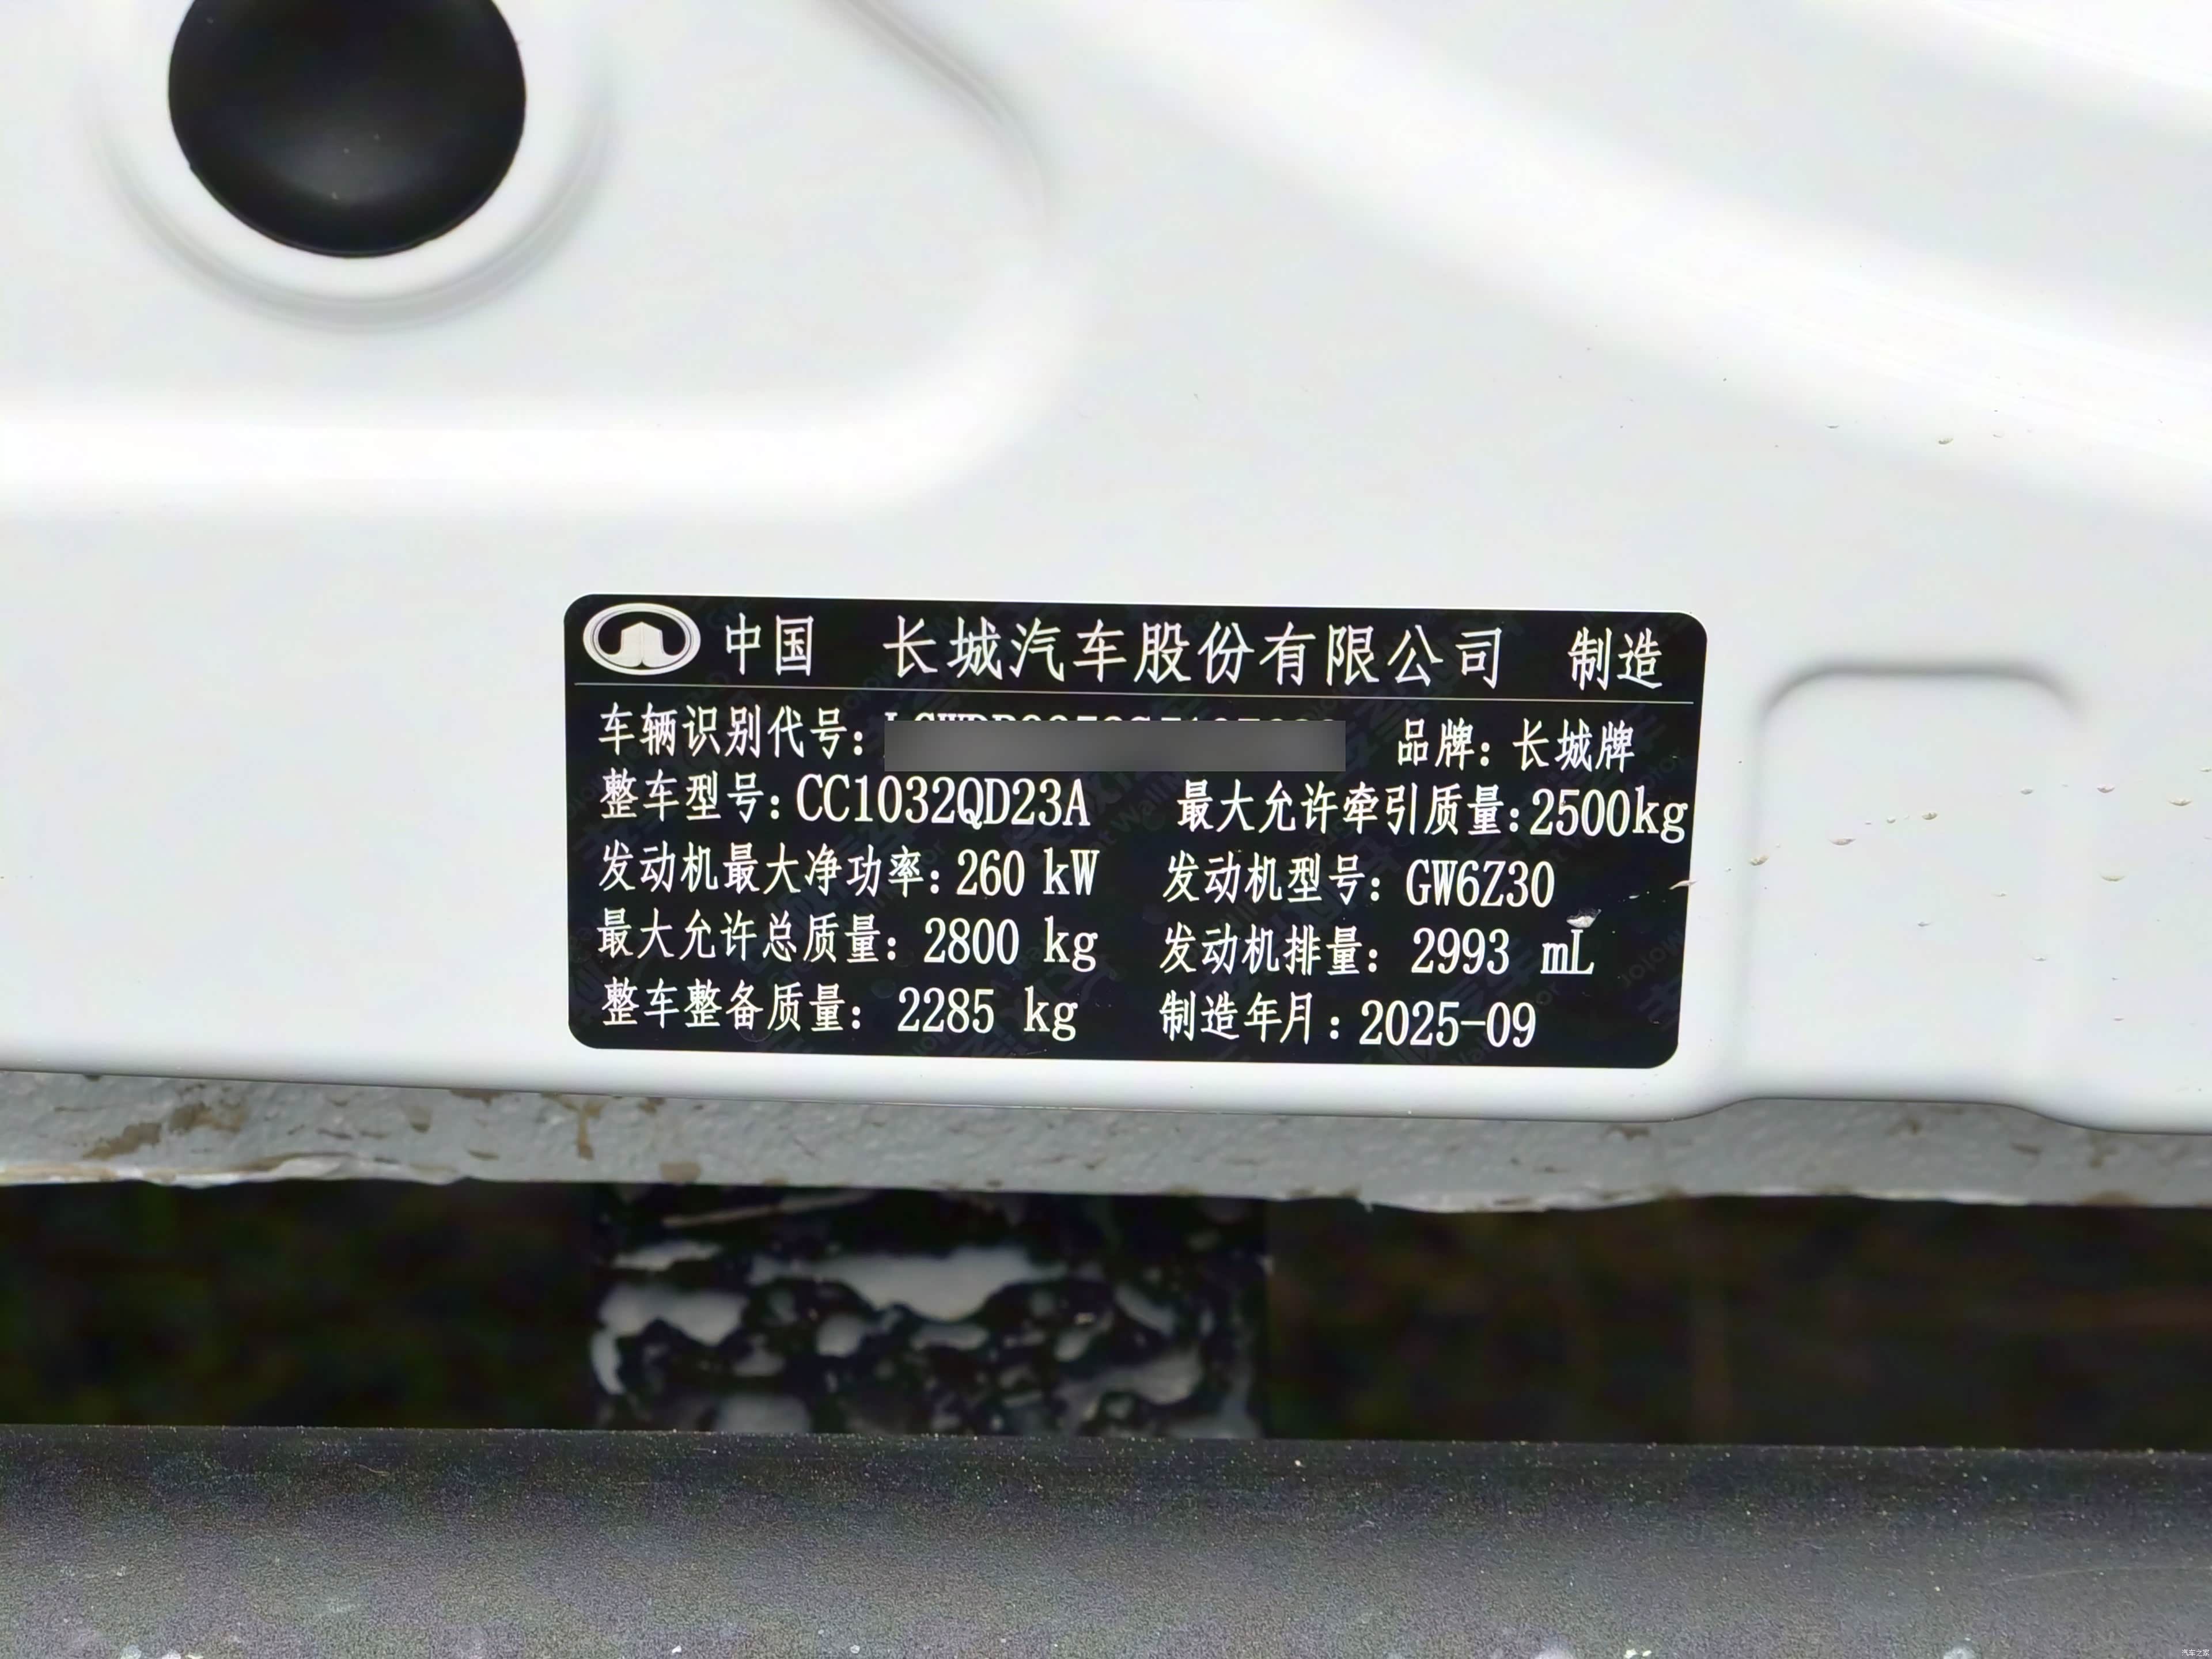 中国 长城汽车股份有限公司 制造
车辆识别代号: 品牌: 长城牌
整车型号: CC1032QD23A 最大允许牵引质量: 2500kg
发动机最大净功率: 260 kW 发动机型号: GW6Z30
最大允许总质量: 2800 kg 发动机排量: 2993 mL
整车整备质量: 2285 kg 制造年月: 2025-09
汽车之家